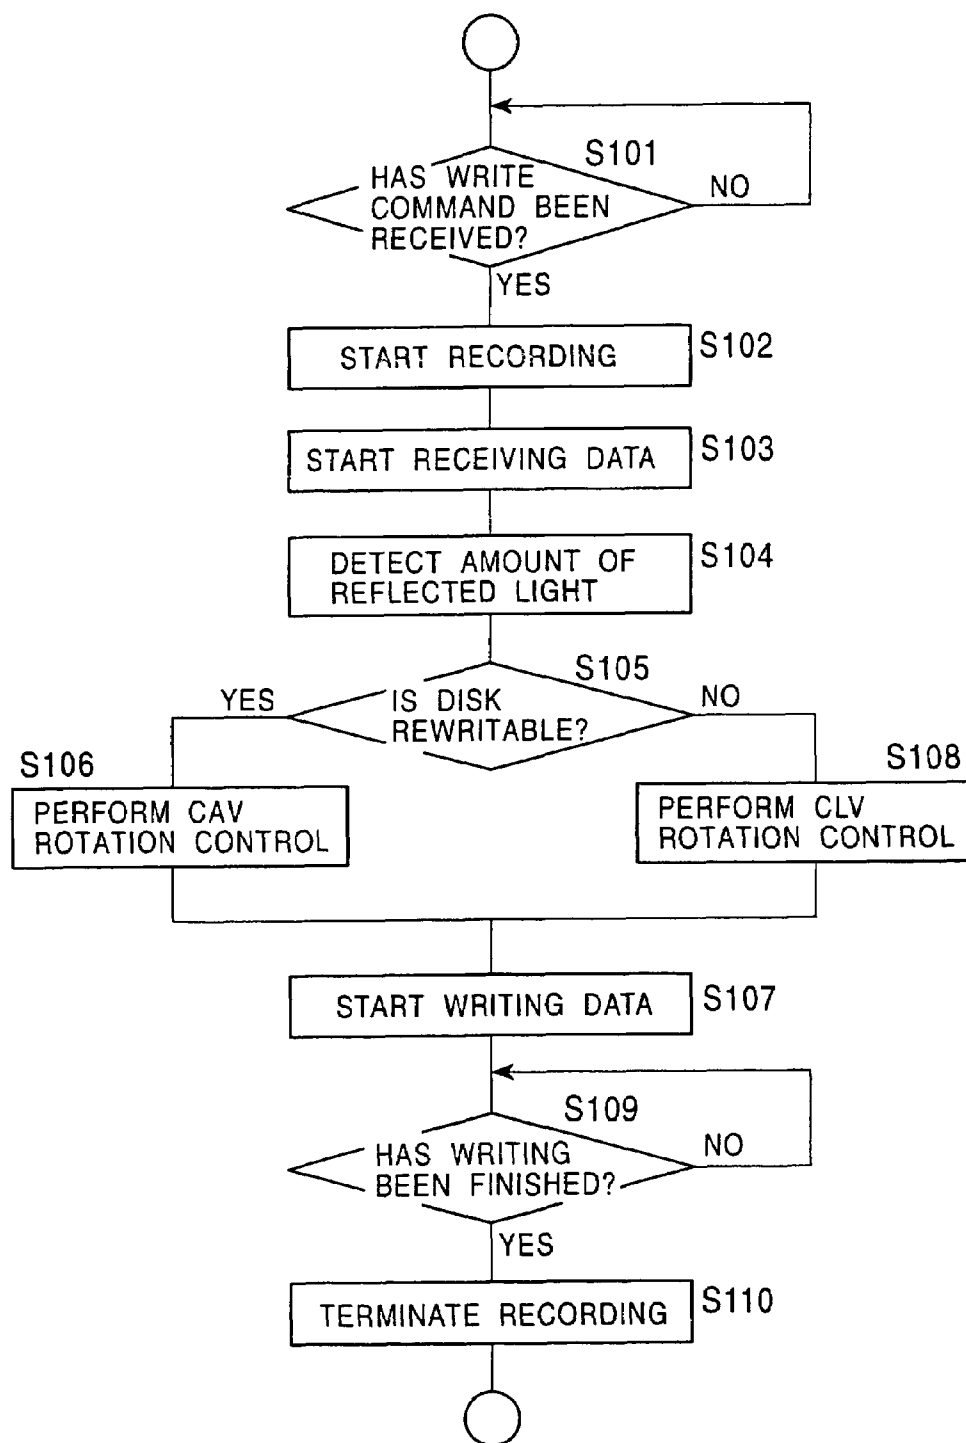 S101
HAS WRITE
COMMAND BEEN
RECEIVED?
NO
YES
START RECORDING
S102
START RECEIVING DATA
S103
DETECT AMOUNT OF
REFLECTED LIGHT
S104
S105
YES
IS DISK
REWRITABLE?
NO
S106
PERFORM CAV
ROTATION CONTROL
S108
PERFORM CLV
ROTATION CONTROL
START WRITING DATA
S107
S109
HAS WRITING
BEEN FINISHED?
NO
YES
TERMINATE RECORDING
S110